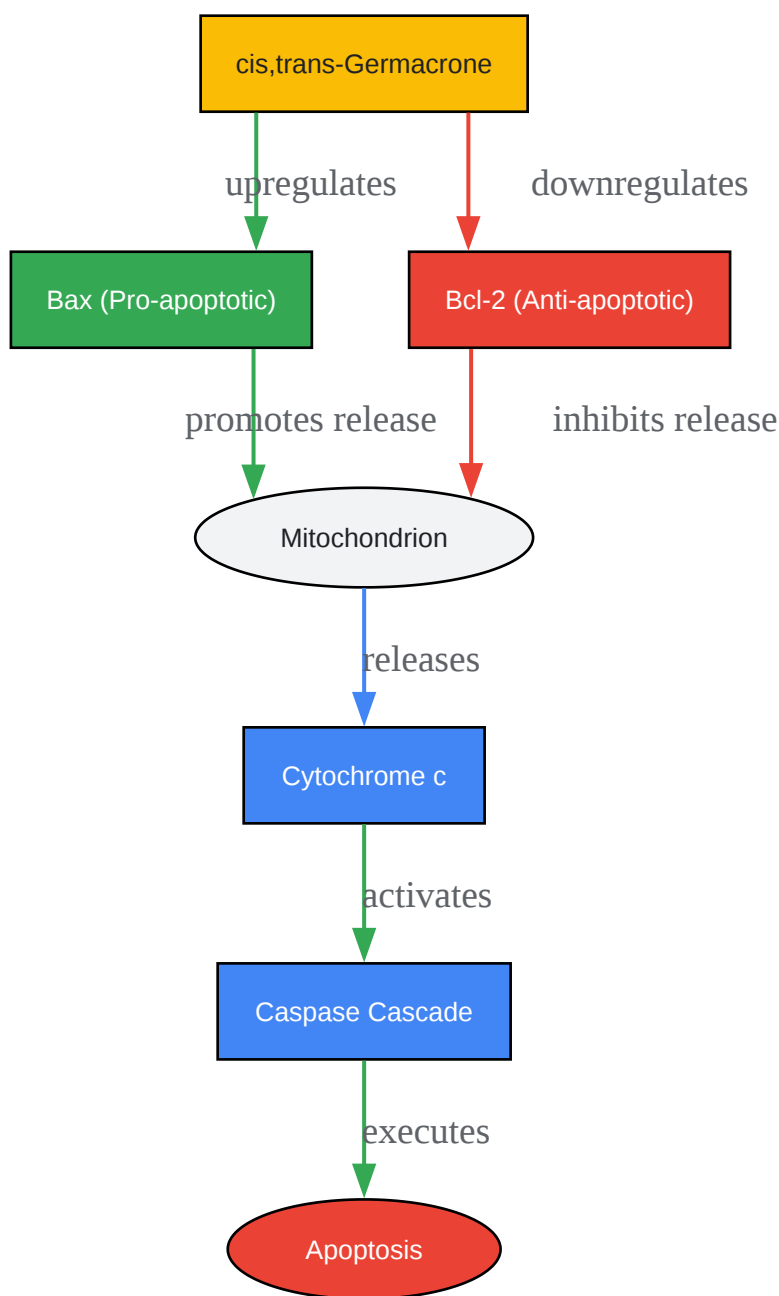 cis,trans-Germacrone
upregulates
downregulates
Bax (Pro-apoptotic)
Bcl-2 (Anti-apoptotic)
promotes release
inhibits release
Mitochondrion
releases
Cytochrome c
activates
Caspase Cascade
executes
Apoptosis